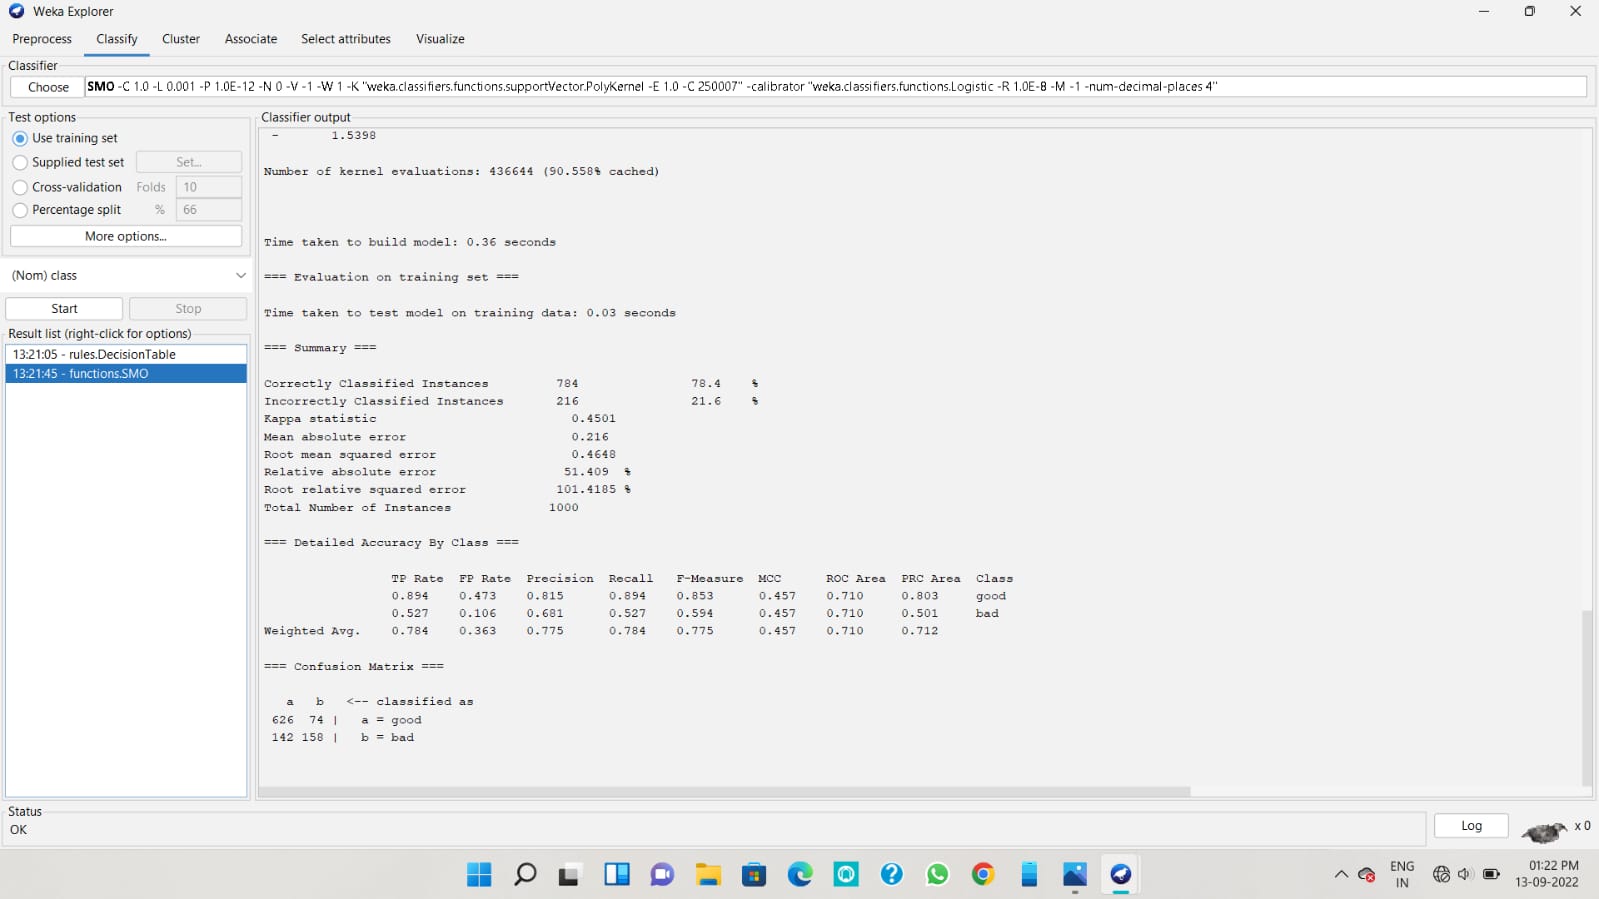 Weka Explorer
Preprocess Classify Cluster Associate Select attributes Visualize
Classifier
Choose SMO -C 1.0 -L 0.001 -P 1.0E-12 -N 0 -V -1 -W 1 -K "weka.classifiers.functions.supportVector.PolyKernel -E 1.0 -C 250007" -calibrator "weka.classifiers.functions.Logistic -R 1.0E-8 -M -1 -num-decimal-places 4"
Test options
Use training set
Supplied test set Set...
Cross-validation Folds 10
Percentage split % 66
More options...
(Nom) class
Start Stop
Result list (right-click for options)
13:21:05 - rules.DecisionTable
13:21:45 - functions.SMO
Classifier output
- 1.5398
Number of kernel evaluations: 436644 (90.558% cached)
Time taken to build model: 0.36 seconds
=== Evaluation on training set ===
Time taken to test model on training data: 0.03 seconds
=== Summary ===
Correctly Classified Instances 784 78.4 %
Incorrectly Classified Instances 216 21.6 %
Kappa statistic 0.4501
Mean absolute error 0.216
Root mean squared error 0.4648
Relative absolute error 51.409 %
Root relative squared error 101.4185 %
Total Number of Instances 1000
=== Detailed Accuracy By Class ===
TP Rate FP Rate Precision Recall F-Measure MCC ROC Area PRC Area Class
0.894 0.473 0.815 0.894 0.853 0.457 0.710 0.803 good
0.527 0.106 0.681 0.527 0.594 0.457 0.710 0.501 bad
Weighted Avg. 0.784 0.363 0.775 0.784 0.775 0.457 0.710 0.712
=== Confusion Matrix ===
a b <-- classified as
626 74 | a = good
142 158 | b = bad
Status
OK
Log
x 0
ENG
IN
01:22 PM
13-09-2022